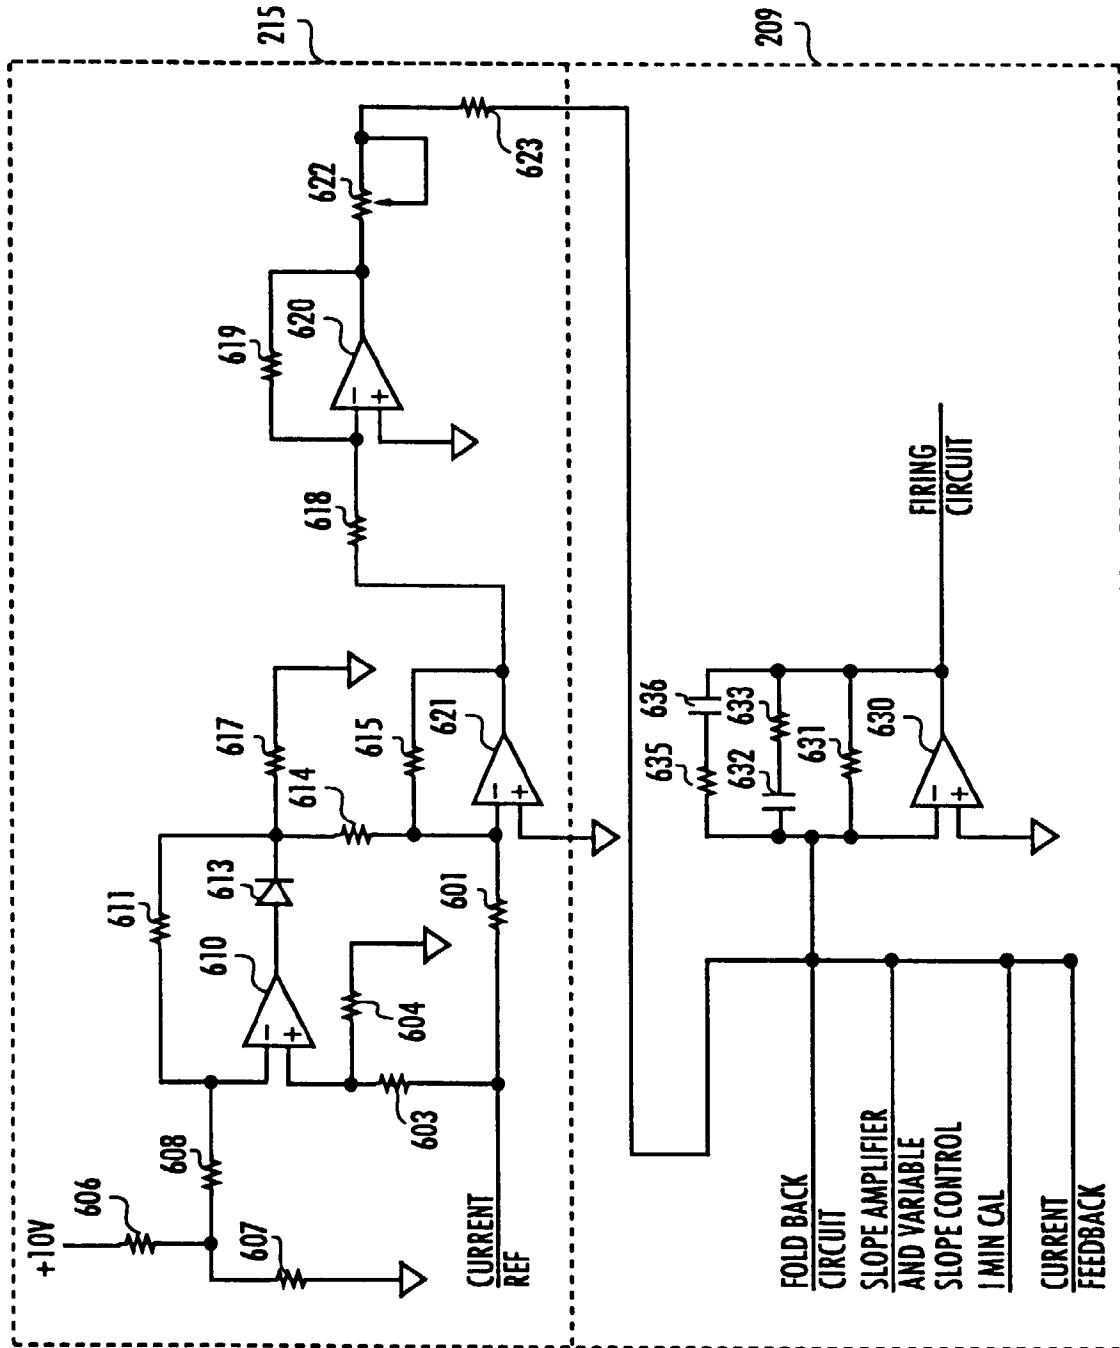 215
209
+10V
606
607
608
611
610
613
617
614
615
621
601
604
603
CURRENT
REF
618
619
620
622
623
FOLD BACK
CIRCUIT
SLOPE AMPLIFIER
AND VARIABLE
SLOPE CONTROL
I MIN CAL
CURRENT
FEEDBACK
635
636
632
633
631
630
FIRING
CIRCUIT
-
+
-
+
-
+
-
+